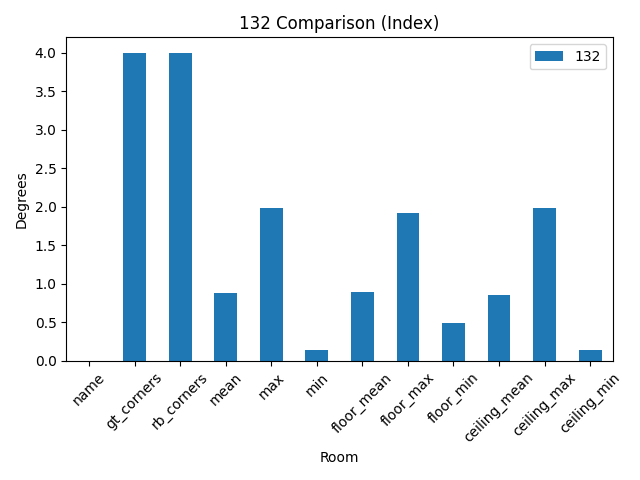 132 Comparison (Index)
132
Degrees
4.0
3.5
3.0
2.5
2.0
1.5
1.0
0.5
0.0
name
gt_corners
rb_corners
mean
max
min
floor_mean
floor_max
floor_min
ceiling_mean
ceiling_max
ceiling_min
Room